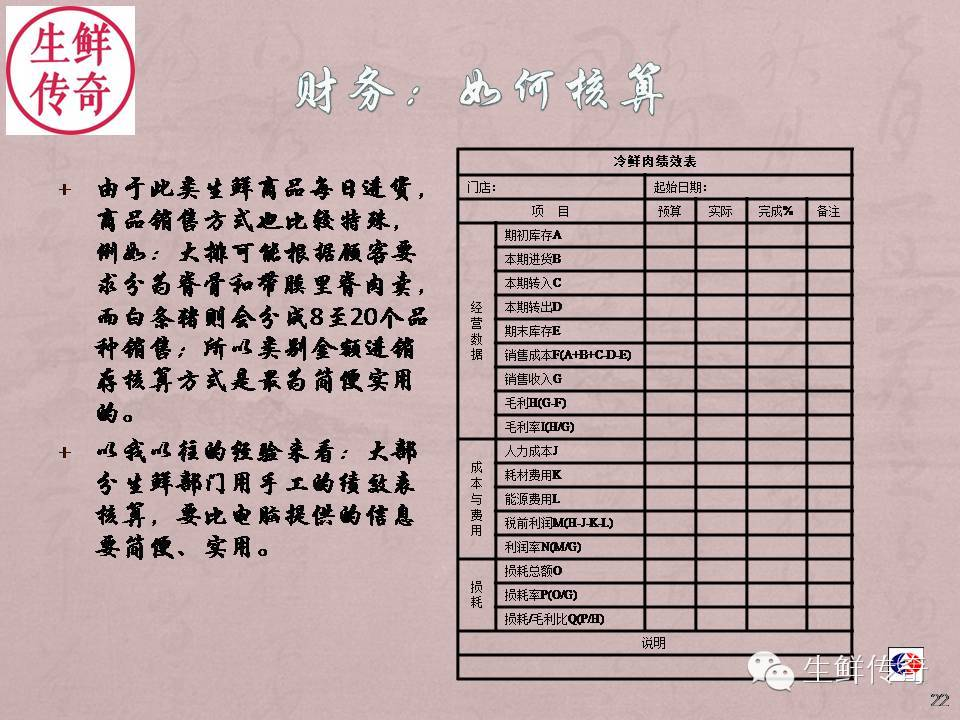 生鲜
传奇
财务：如何核算
由于此类生鲜商品每日进货，
商品销售方式也比较特殊，
例如：大排可能根据顾客要
求分为脊骨和带膘里脊肉卖，
而白条猪则会分成8至20个品
种销售；所以类别金额进销
存核算方式是最为简便实用
的。
以我以往的经验来看：大部
分生鲜部门用手工的绩效表
核算，要比电脑提供的信息
要简便、实用。
冷鲜肉绩效表
门店： 起始日期：
项 目 预算 实际 完成% 备注
经营数据
期初库存A
本期进货B
本期转入C
本期转出D
期末库存E
销售成本F(A+B+C-D-E)
销售收入G
毛利H(G-F)
毛利率I(H/G)
成本与费用
人力成本J
耗材费用K
能源费用L
税前利润M(H-J-K-L)
利润率N(M/G)
损耗
损耗总额O
损耗率P(O/G)
损耗/毛利比Q(P/H)
说明
生鲜传奇
22